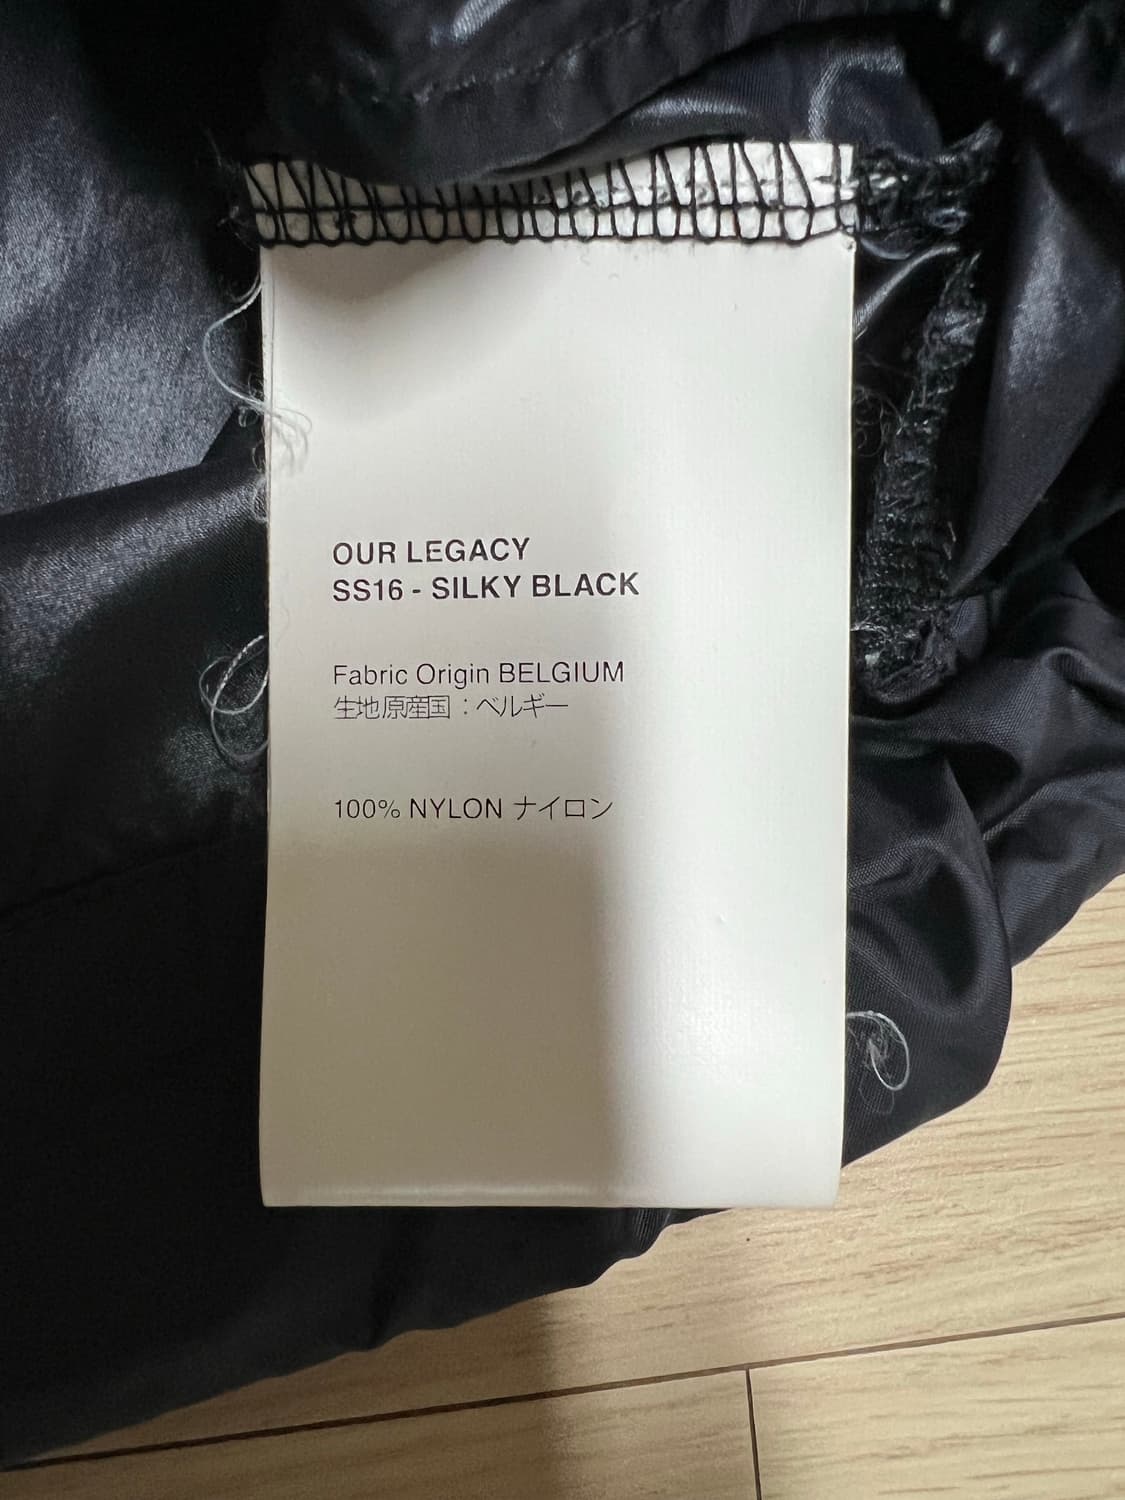 OUR LEGACY
SS16 - SILKY BLACK
Fabric Origin BELGIUM
生地原産国：ベルギー
100% NYLON ナイロン